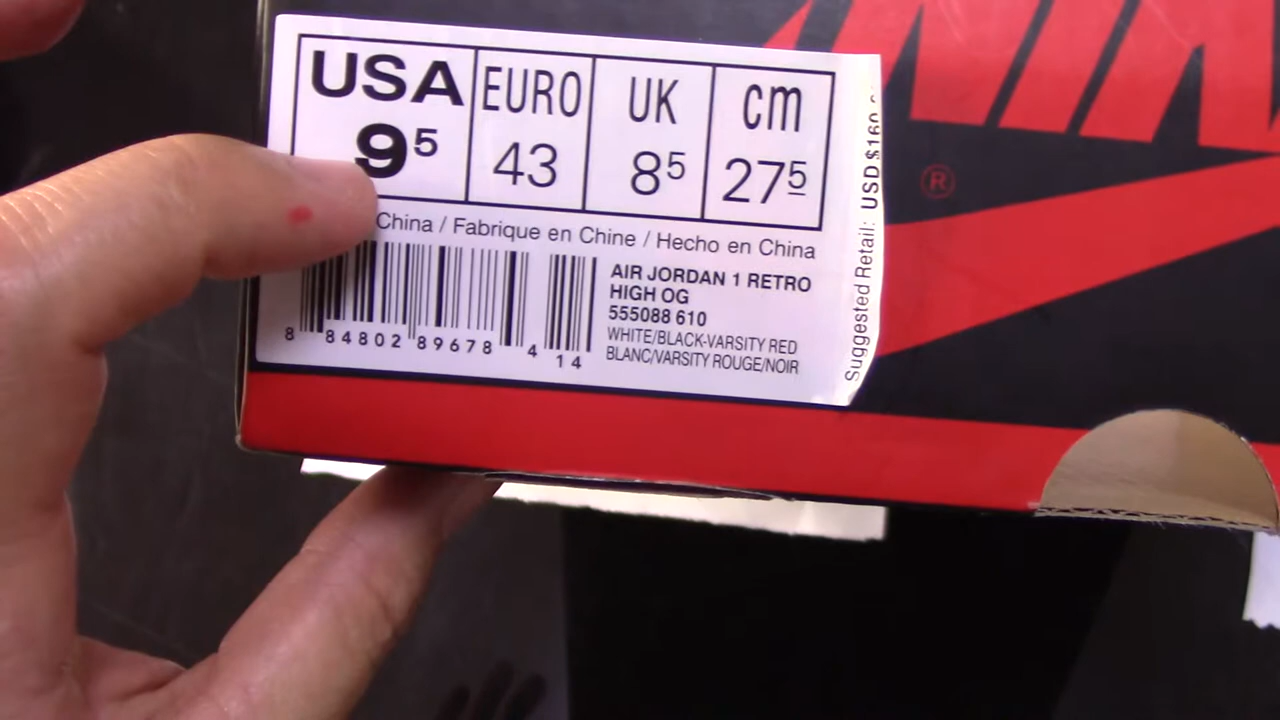 USA EURO UK cm
9⁵ 43 8⁵ 27⁵
China / Fabrique en Chine / Hecho en China
AIR JORDAN 1 RETRO
HIGH OG
555088 610
WHITE/BLACK-VARSITY RED
BLANC/VARSITY ROUGE/NOIR
8 84802 89678 4 14
Suggested Retail: USD $160
®